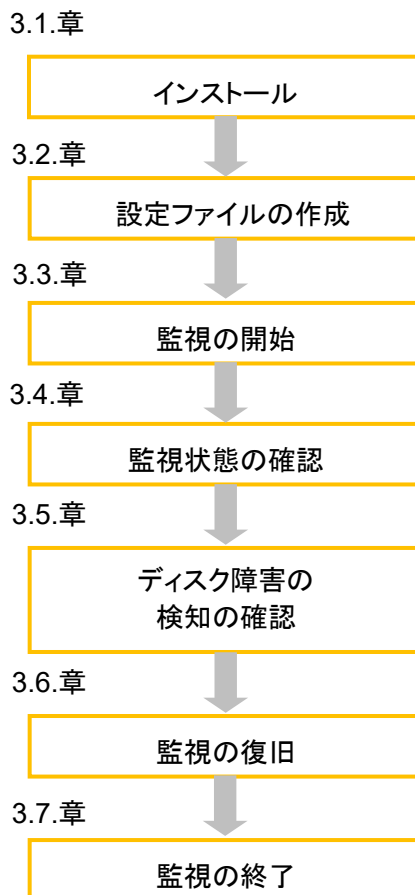 3.1.章
インストール
3.2.章
設定ファイルの作成
3.3.章
監視の開始
3.4.章
監視状態の確認
3.5.章
ディスク障害の
検知の確認
3.6.章
監視の復旧
3.7.章
監視の終了